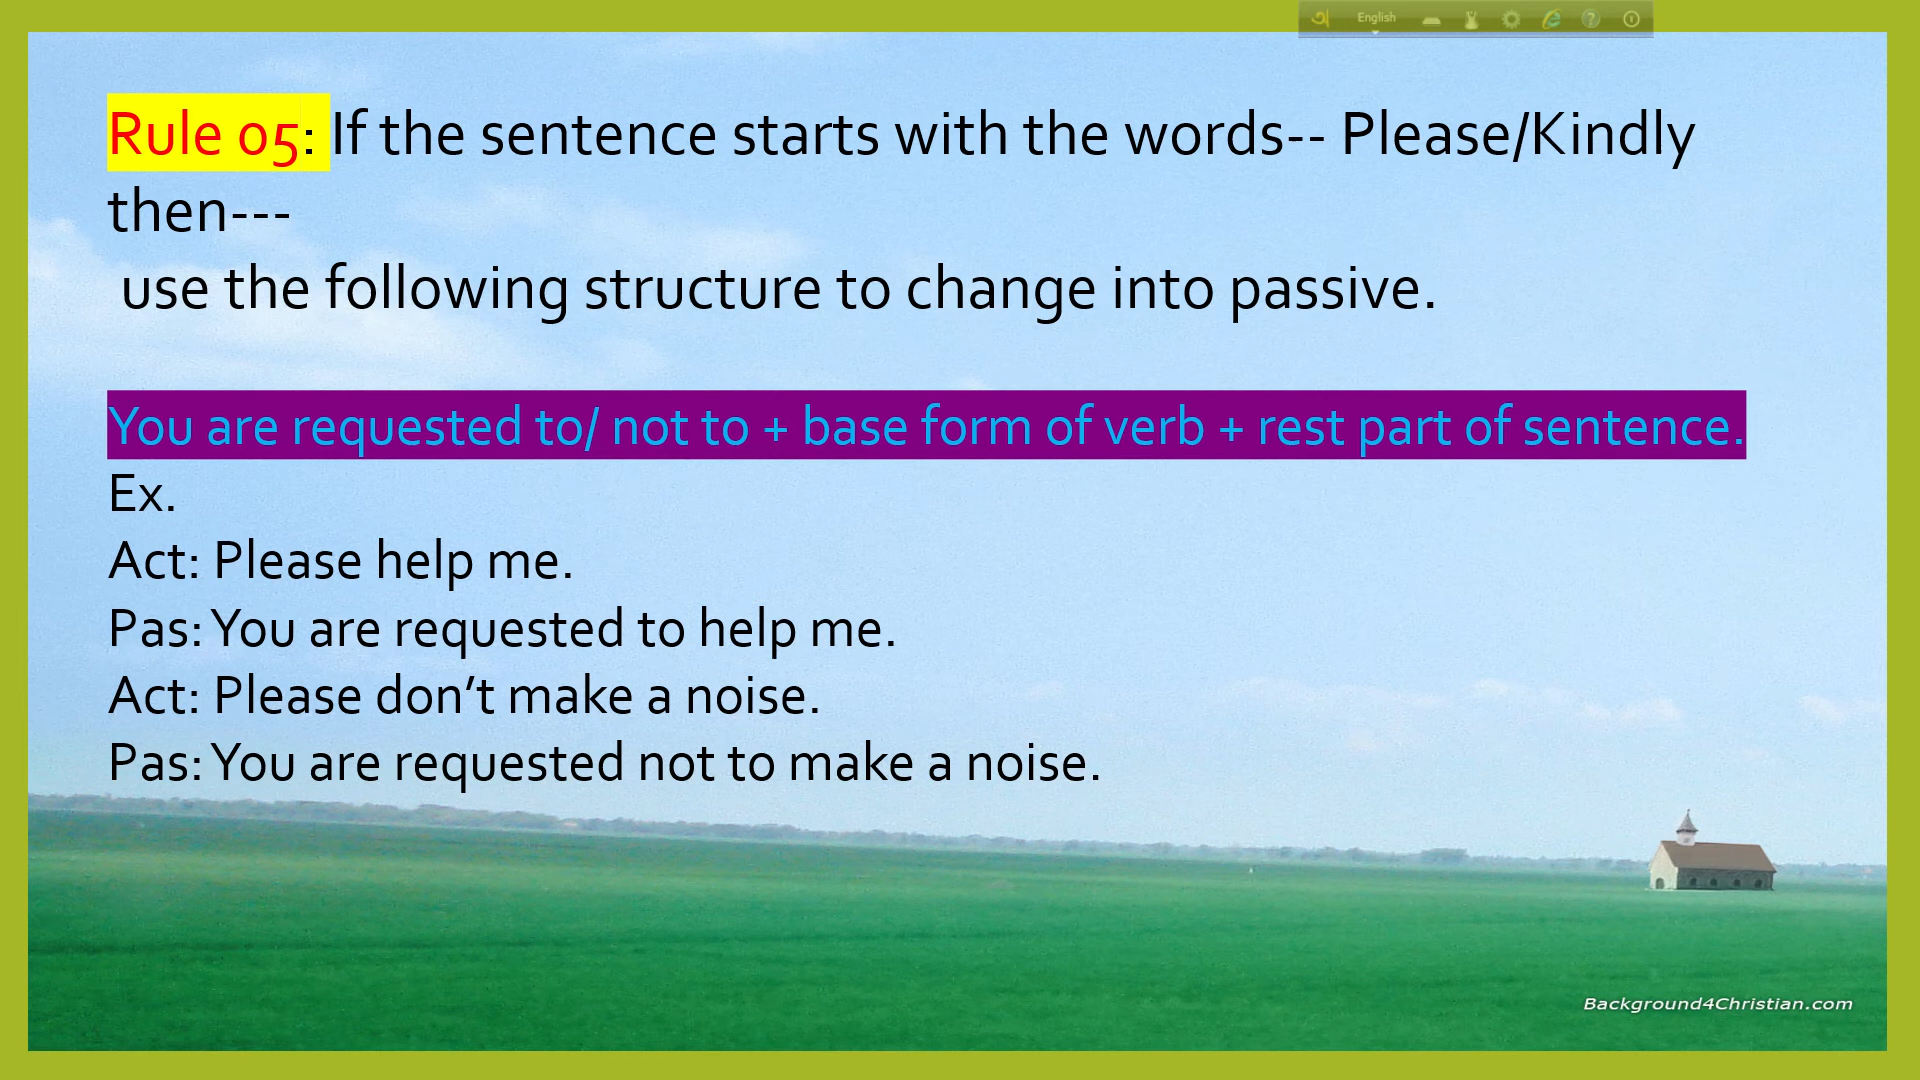 অ English
Rule 05: If the sentence starts with the words-- Please/Kindly
then---
use the following structure to change into passive.
You are requested to/ not to + base form of verb + rest part of sentence.
Ex.
Act: Please help me.
Pas: You are requested to help me.
Act: Please don’t make a noise.
Pas: You are requested not to make a noise.
Background4Christian.com